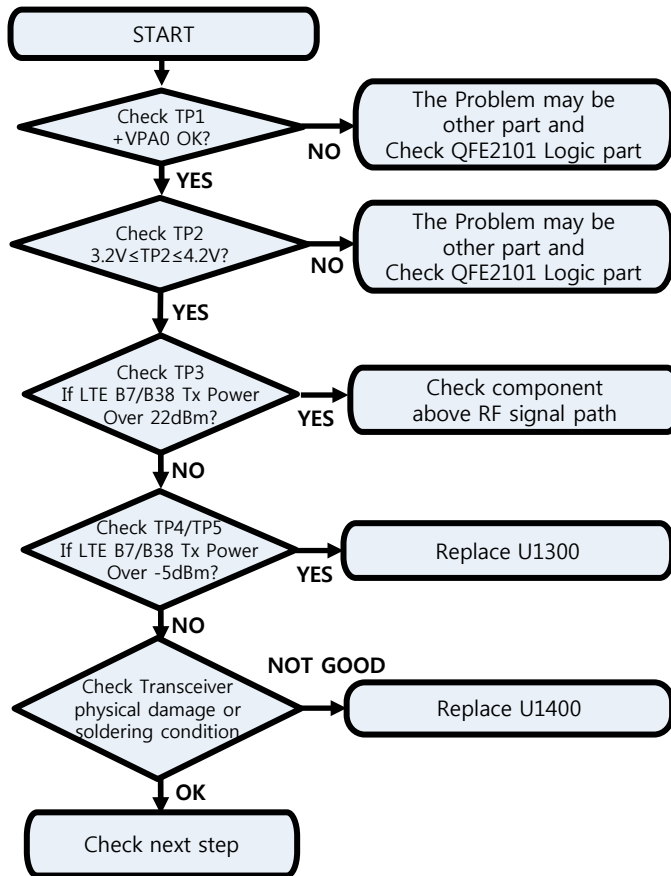 START
Check TP1
+VPA0 OK?
NO
The Problem may be
other part and
Check QFE2101 Logic part
YES
Check TP2
3.2V≤TP2≤4.2V?
NO
The Problem may be
other part and
Check QFE2101 Logic part
YES
Check TP3
If LTE B7/B38 Tx Power
Over 22dBm?
YES
Check component
above RF signal path
NO
Check TP4/TP5
If LTE B7/B38 Tx Power
Over -5dBm?
YES
Replace U1300
NO
Check Transceiver
physical damage or
soldering condition
NOT GOOD
Replace U1400
OK
Check next step